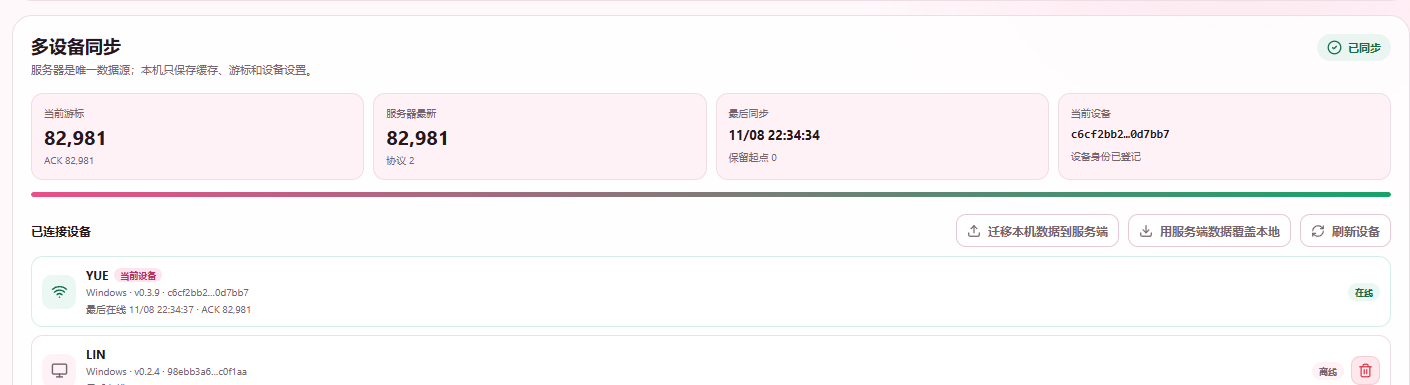 多设备同步
已同步
服务器是唯一数据源；本机只保存缓存、游标和设备设置。
当前游标
82,981
ACK 82,981
服务器最新
82,981
协议 2
最后同步
11/08 22:34:34
保留起点 0
当前设备
c6cf2bb2…0d7bb7
设备身份已登记
已连接设备
迁移本机数据到服务端
用服务端数据覆盖本地
刷新设备
YUE 当前设备
Windows · v0.3.9 · c6cf2bb2…0d7bb7
最后在线 11/08 22:34:37 · ACK 82,981
在线
LIN
Windows · v0.2.4 · 98ebb3a6…c0f1aa
离线